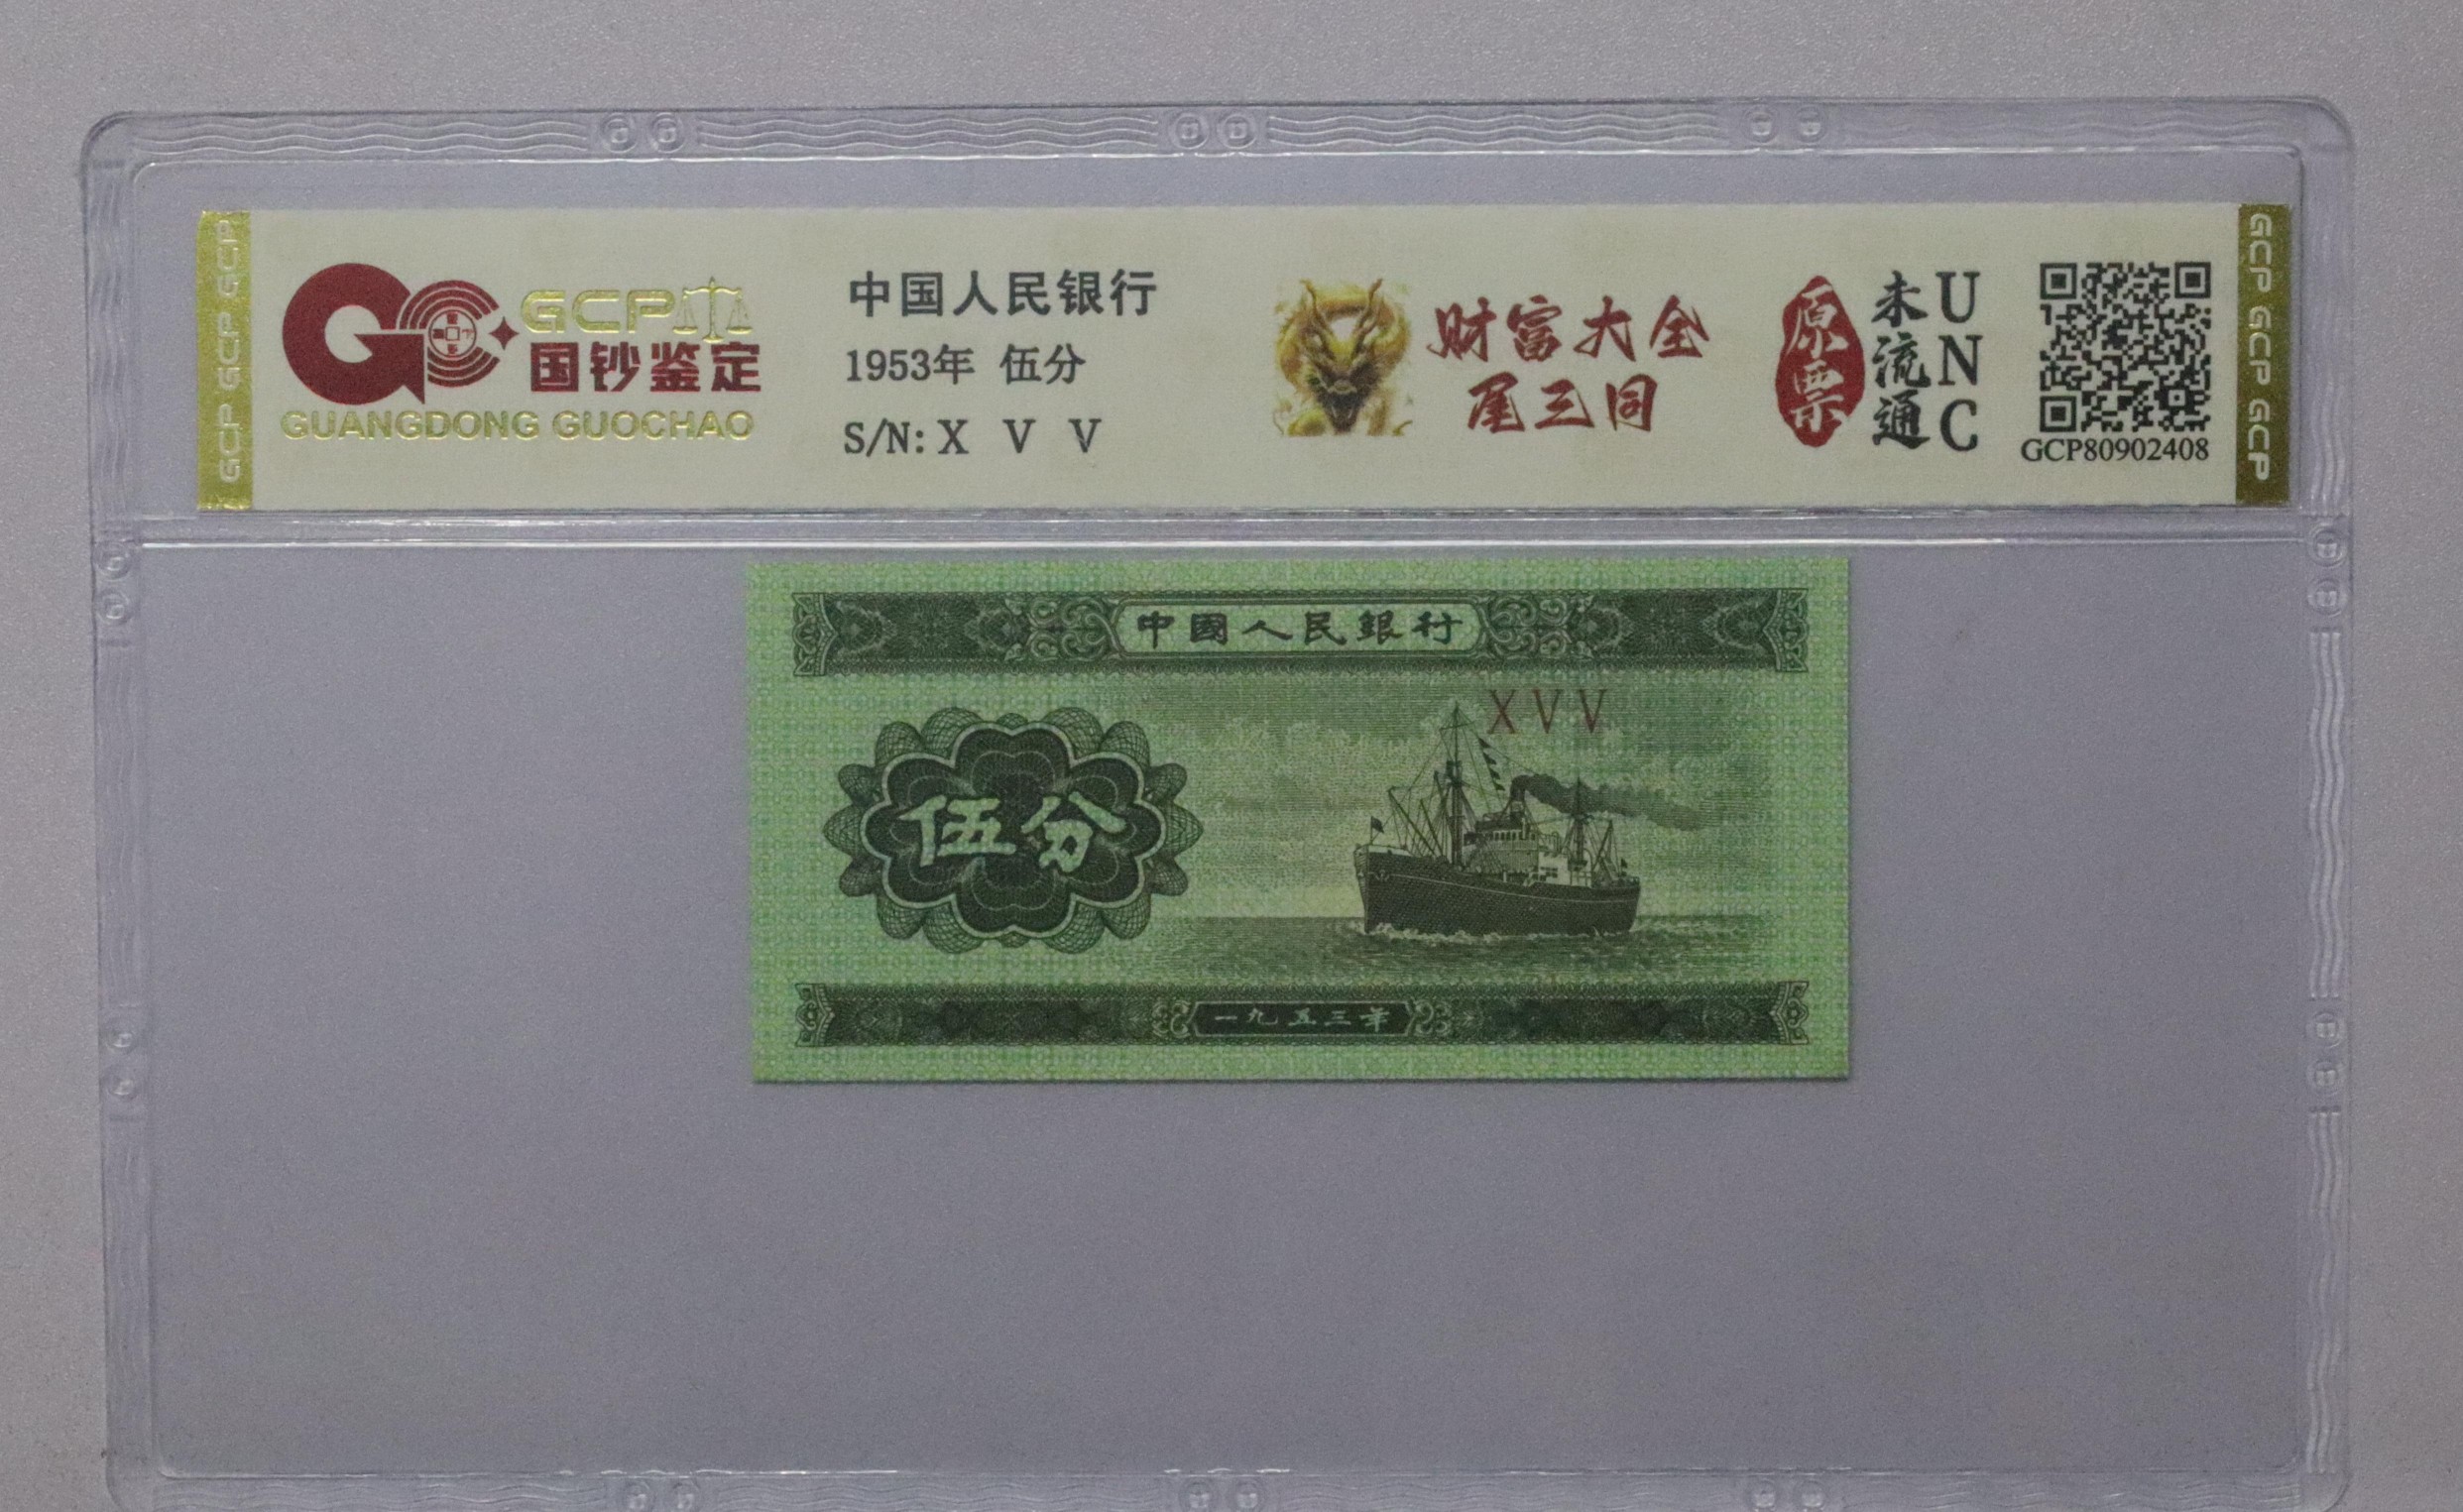 GCP GCP GCP
GCP
国钞鉴定
GUANGDONG GUOCHAO
中国人民银行
1953年 伍分
S/N: X V V
财富大全
尾三同
原票
未流通
UNC
GCP80902408
GCP GCP GCP
中國人民銀行
X V V
伍分
一九五三年